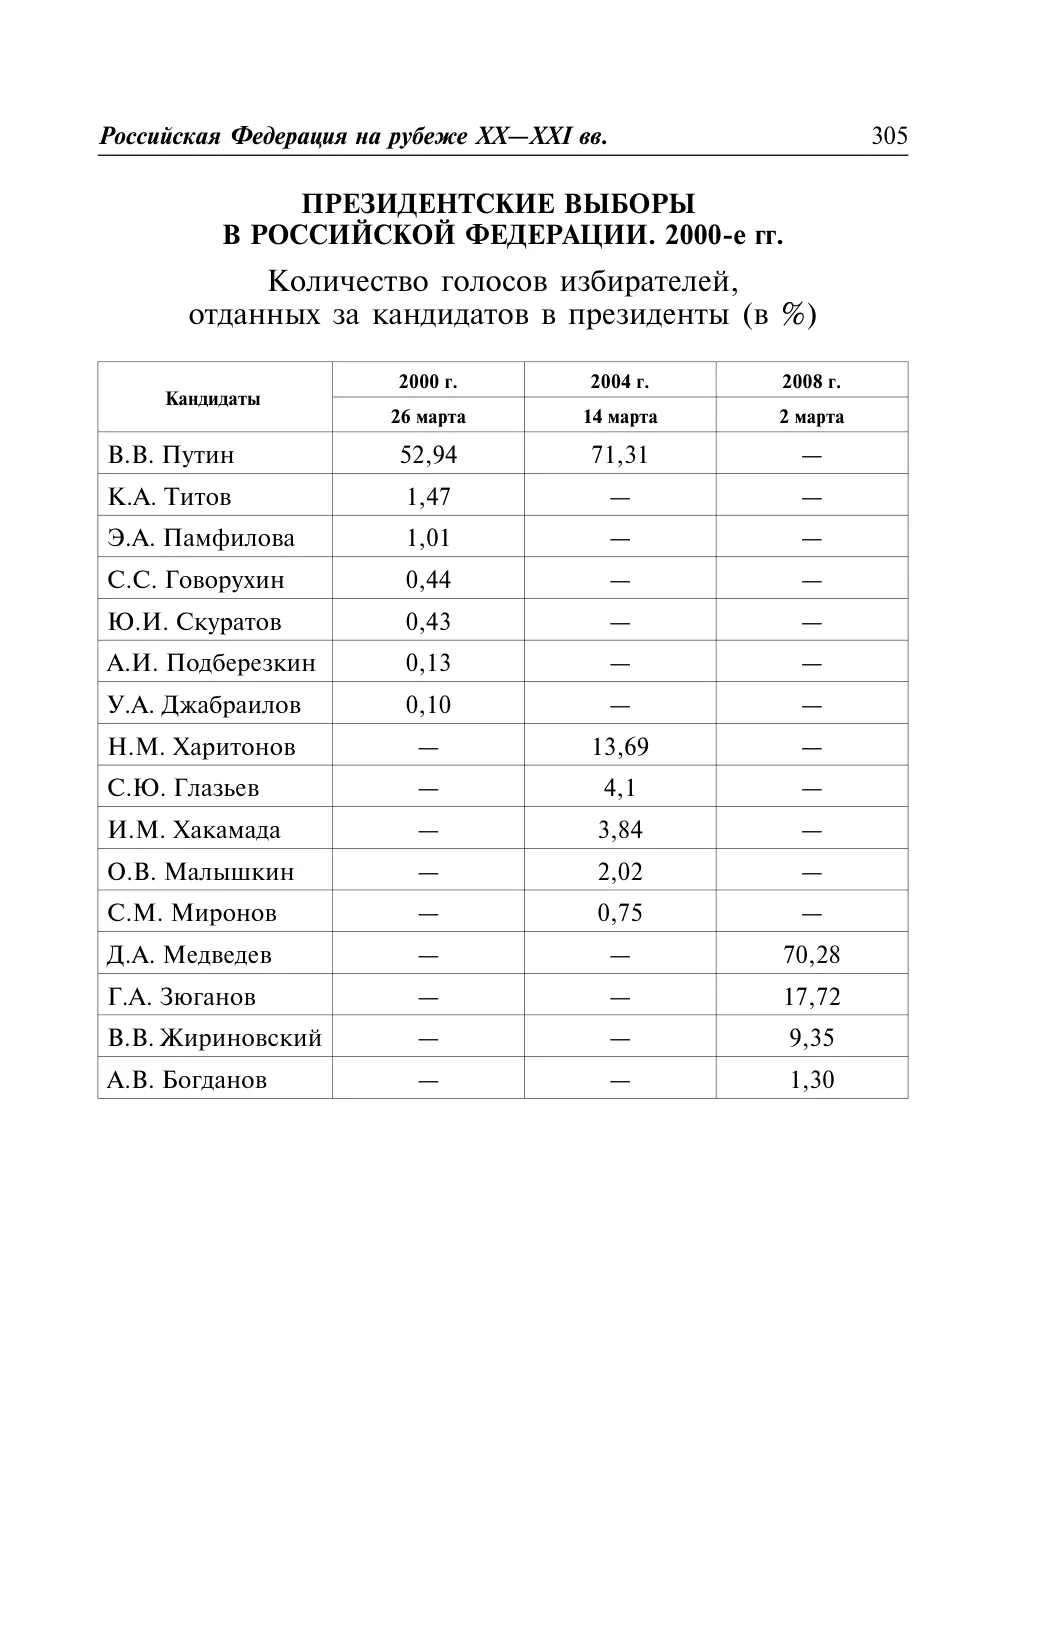 Российская Федерация на рубеже XX—XXI вв. 305
ПРЕЗИДЕНТСКИЕ ВЫБОРЫ
В РОССИЙСКОЙ ФЕДЕРАЦИИ. 2000-е гг.
Количество голосов избирателей,
отданных за кандидатов в президенты (в %)
Кандидаты 2000 г. 2004 г. 2008 г.
26 марта 14 марта 2 марта
В.В. Путин 52,94 71,31 —
К.А. Титов 1,47 — —
Э.А. Памфилова 1,01 — —
С.С. Говорухин 0,44 — —
Ю.И. Скуратов 0,43 — —
А.И. Подберезкин 0,13 — —
У.А. Джабраилов 0,10 — —
Н.М. Харитонов — 13,69 —
С.Ю. Глазьев — 4,1 —
И.М. Хакамада — 3,84 —
О.В. Малышкин — 2,02 —
С.М. Миронов — 0,75 —
Д.А. Медведев — — 70,28
Г.А. Зюганов — — 17,72
В.В. Жириновский — — 9,35
А.В. Богданов — — 1,30